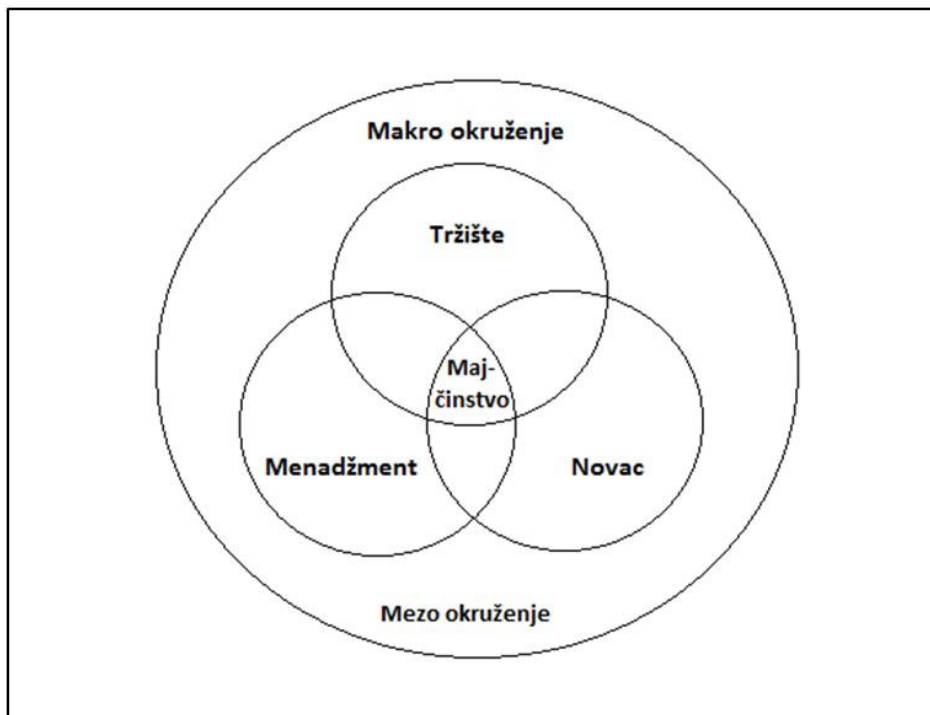 Makro okruženje
Tržište
Maj-
činstvo
Menadžment
Novac
Mezo okruženje